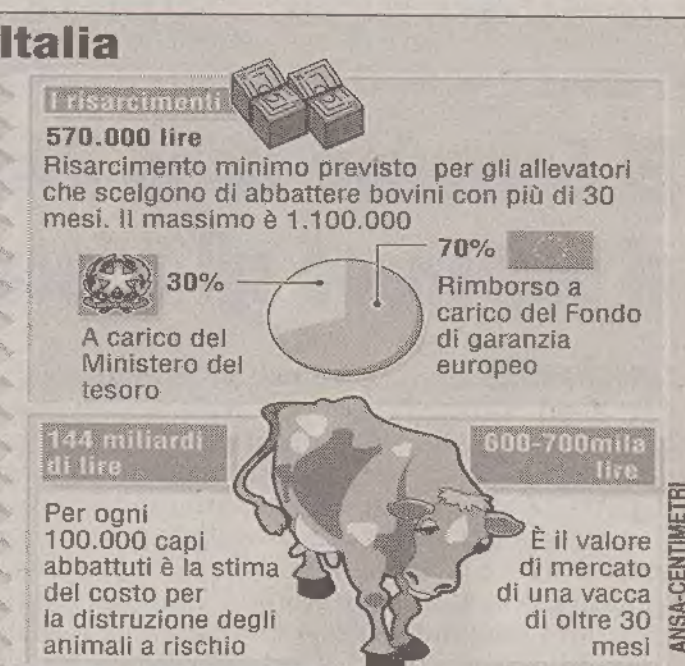 Italia
I risarcimenti
570.000 lire
Risarcimento minimo previsto per gli allevatori
che scelgono di abbattere bovini con più di 30
mesi. Il massimo è 1.100.000
30%
A carico del
Ministero del
tesoro
70%
Rimborso a
carico del Fondo
di garanzia
europeo
144 miliardi
di lire
Per ogni
100.000 capi
abbattuti è la stima
del costo per
la distruzione degli
animali a rischio
600-700mila
lire
È il valore
di mercato
di una vacca
di oltre 30
mesi
ANSA-CENTIMETRI